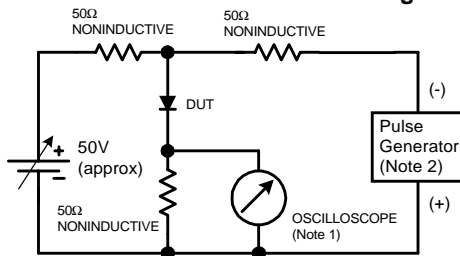 50Ω
NONINDUCTIVE
50Ω
NONINDUCTIVE
(-)
DUT
Pulse
Generator
(Note 2)
+
50V
(approx)
−
(+)
50Ω
NONINDUCTIVE
OSCILLOSCOPE
(Note 1)